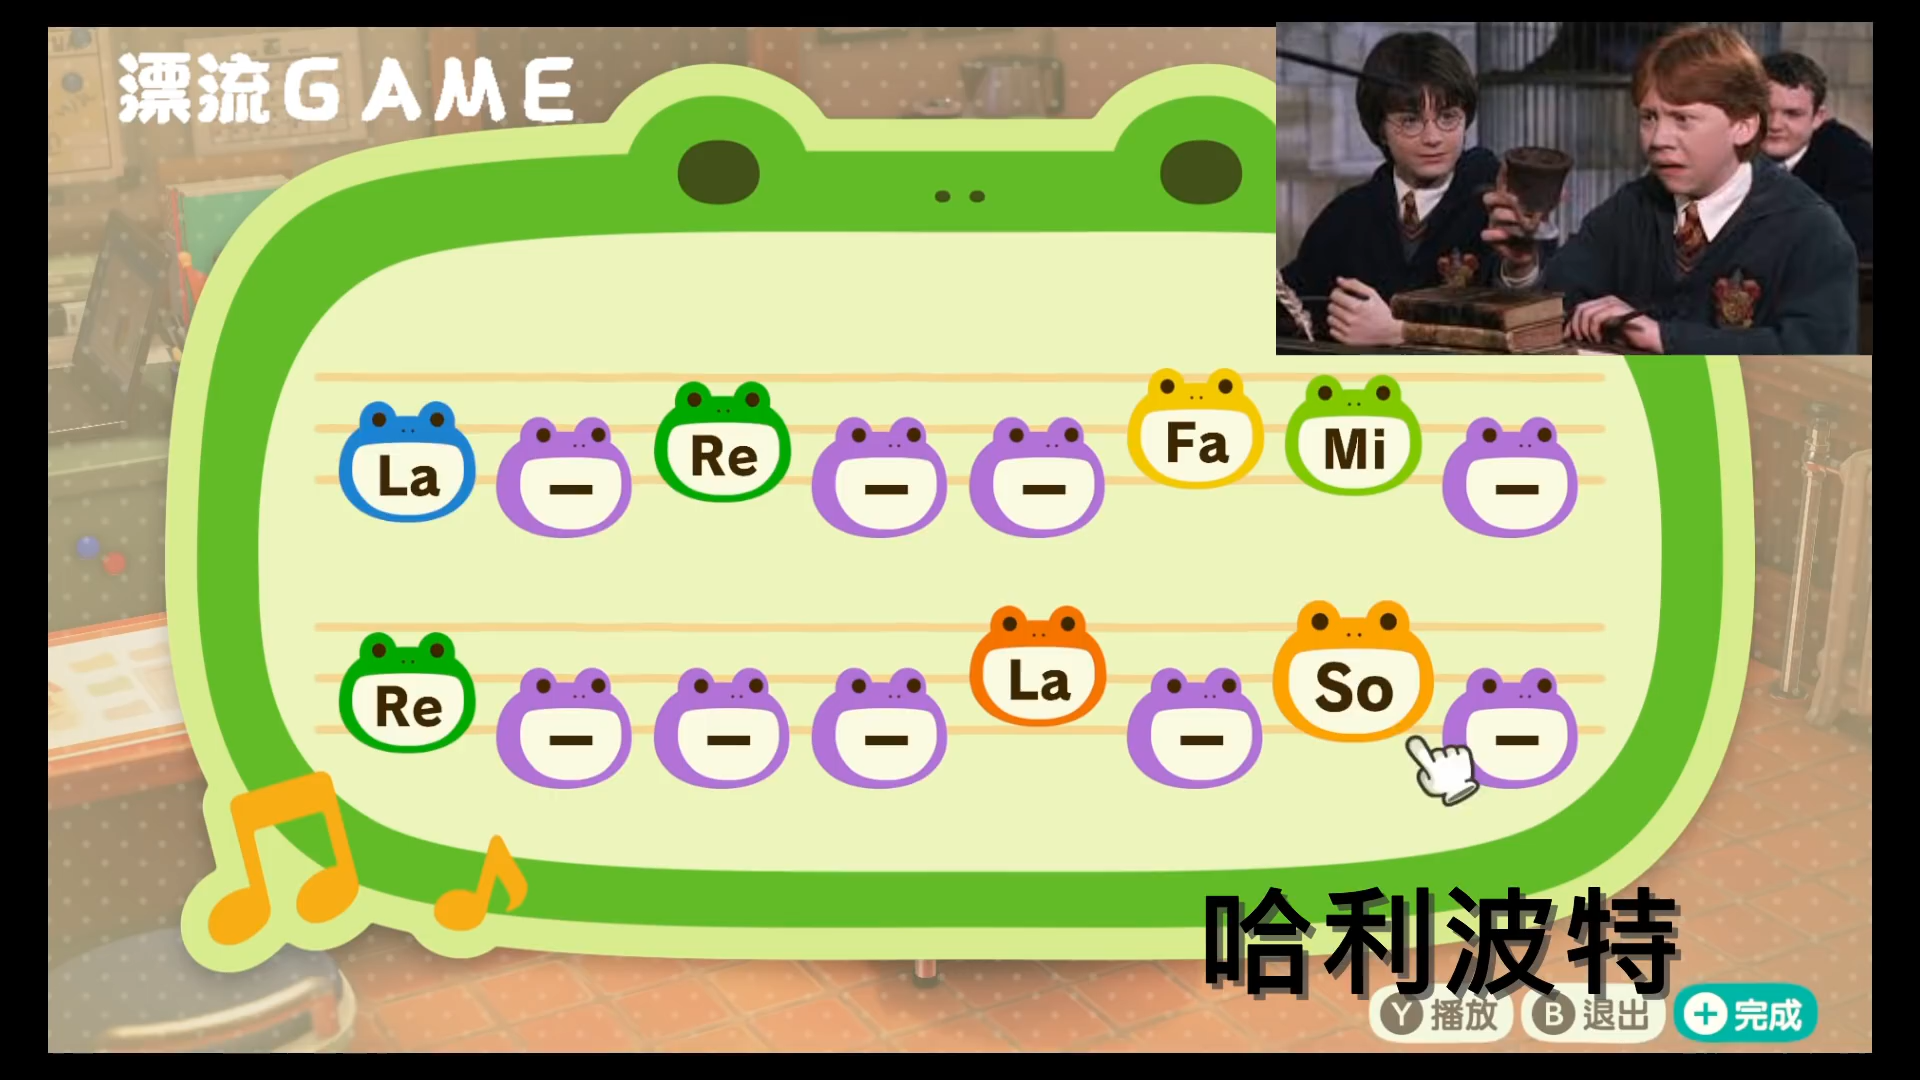 漂流GAME
La – Re – – Fa Mi –
Re – – – La – So –
哈利波特
Y 播放 B 退出 + 完成